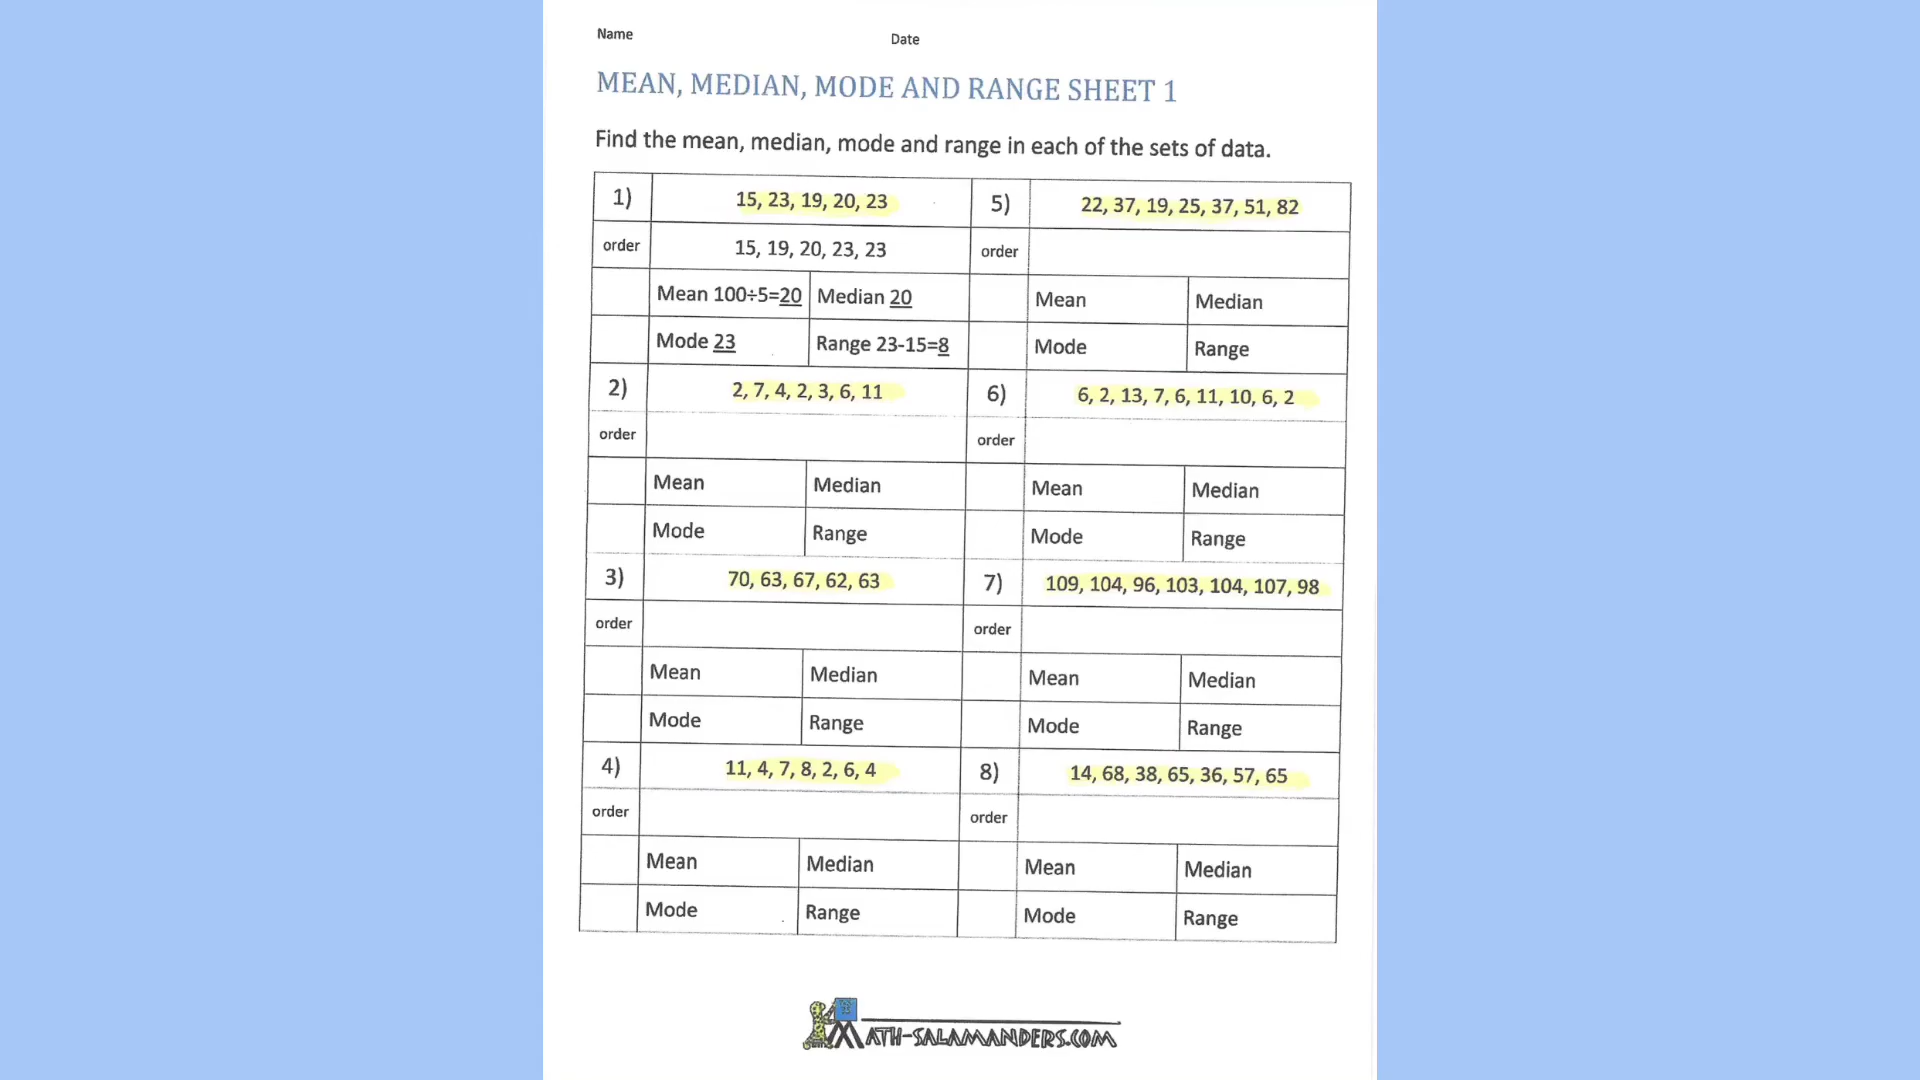 Name
Date
MEAN, MEDIAN, MODE AND RANGE SHEET 1
Find the mean, median, mode and range in each of the sets of data.
1) 15, 23, 19, 20, 23
order 15, 19, 20, 23, 23
Mean 100÷5=20 Median 20
Mode 23 Range 23-15=8
2) 2, 7, 4, 2, 3, 6, 11
order
Mean Median
Mode Range
3) 70, 63, 67, 62, 63
order
Mean Median
Mode Range
4) 11, 4, 7, 8, 2, 6, 4
order
Mean Median
Mode Range
5) 22, 37, 19, 25, 37, 51, 82
order
Mean Median
Mode Range
6) 6, 2, 13, 7, 6, 11, 10, 6, 2
order
Mean Median
Mode Range
7) 109, 104, 96, 103, 104, 107, 98
order
Mean Median
Mode Range
8) 14, 68, 38, 65, 36, 57, 65
order
Mean Median
Mode Range
MATH-SALAMANDERS.COM